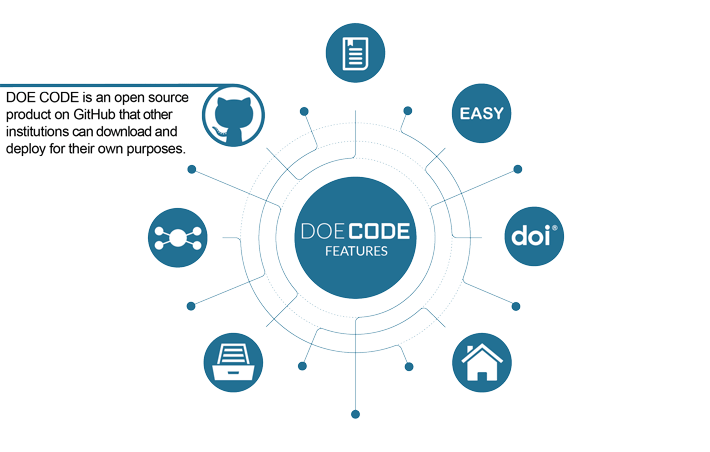 DOE CODE is an open source
product on GitHub that other
institutions can download and
deploy for their own purposes.
EASY
doi®
DOE CODE
FEATURES